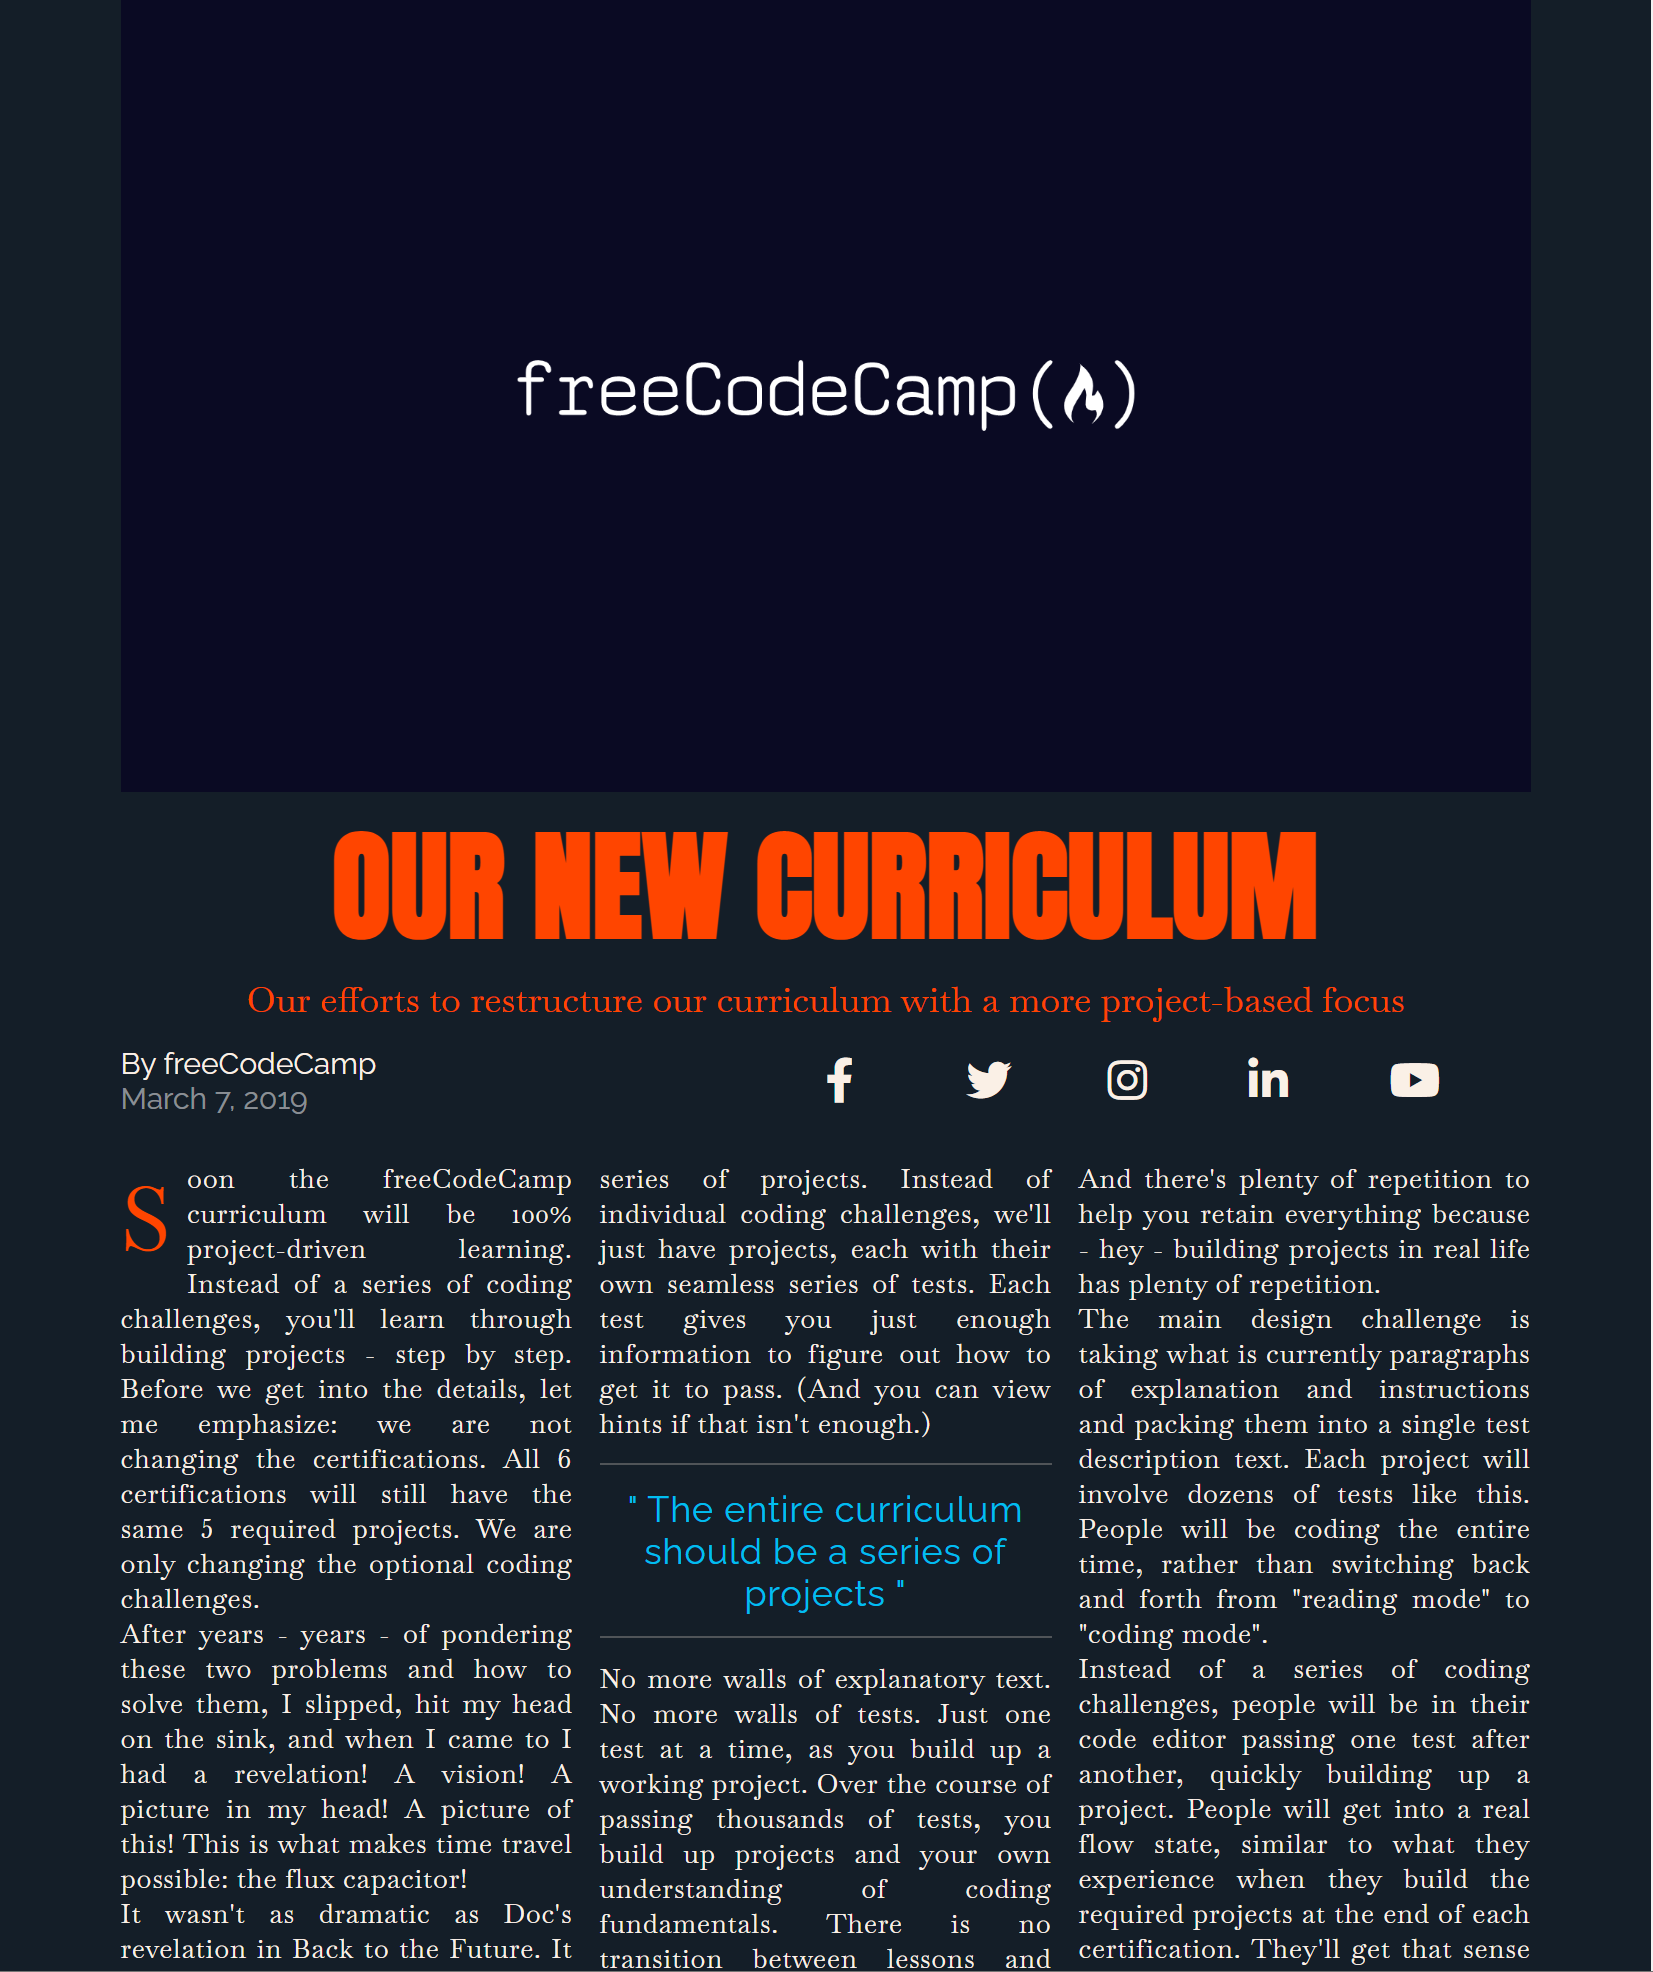 freeCodeCamp(🔥)
OUR NEW CURRICULUM
Our efforts to restructure our curriculum with a more project-based focus
By freeCodeCamp
March 7, 2019
Soon the freeCodeCamp
curriculum will be 100%
project-driven learning.
Instead of a series of coding
challenges, you'll learn through
building projects - step by step.
Before we get into the details, let
me emphasize: we are not
changing the certifications. All 6
certifications will still have the
same 5 required projects. We are
only changing the optional coding
challenges.
After years - years - of pondering
these two problems and how to
solve them, I slipped, hit my head
on the sink, and when I came to I
had a revelation! A vision! A
picture in my head! A picture of
this! This is what makes time travel
possible: the flux capacitor!
It wasn't as dramatic as Doc's
revelation in Back to the Future. It
series of projects. Instead of
individual coding challenges, we'll
just have projects, each with their
own seamless series of tests. Each
test gives you just enough
information to figure out how to
get it to pass. (And you can view
hints if that isn't enough.)
" The entire curriculum
should be a series of
projects "
No more walls of explanatory text.
No more walls of tests. Just one
test at a time, as you build up a
working project. Over the course of
passing thousands of tests, you
build up projects and your own
understanding of coding
fundamentals. There is no
transition between lessons and
And there's plenty of repetition to
help you retain everything because
- hey - building projects in real life
has plenty of repetition.
The main design challenge is
taking what is currently paragraphs
of explanation and instructions
and packing them into a single test
description text. Each project will
involve dozens of tests like this.
People will be coding the entire
time, rather than switching back
and forth from "reading mode" to
"coding mode".
Instead of a series of coding
challenges, people will be in their
code editor passing one test after
another, quickly building up a
project. People will get into a real
flow state, similar to what they
experience when they build the
required projects at the end of each
certification. They'll get that sense